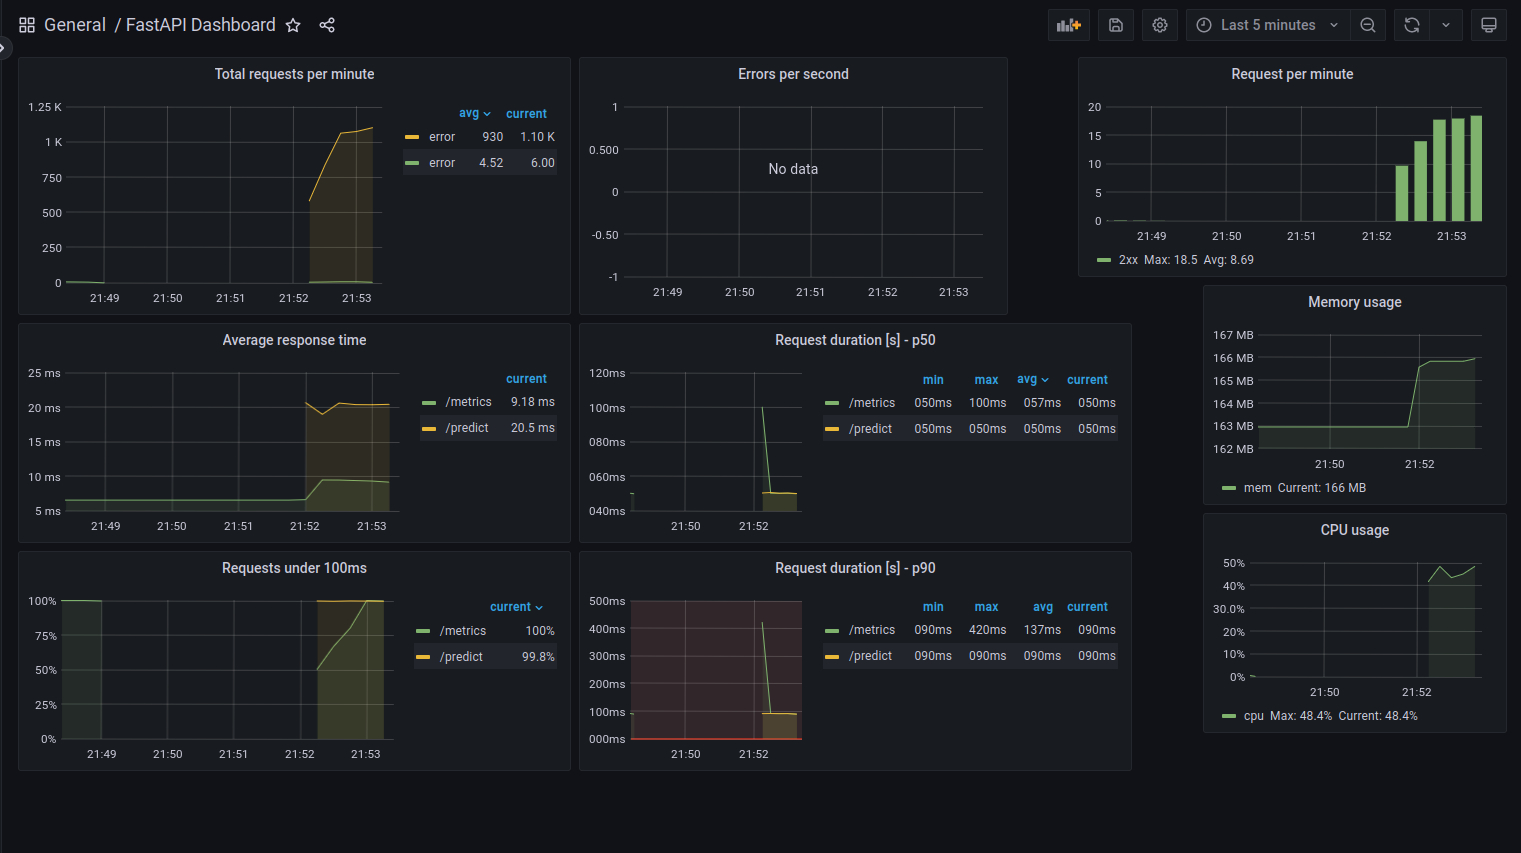 General / FastAPI Dashboard
Last 5 minutes
Total requests per minute
1.25 K
1 K
750
500
250
0
21:49 21:50 21:51 21:52 21:53
avg current
error 930 1.10 K
error 4.52 6.00
Errors per second
1
0.500
0
-0.50
-1
No data
21:49 21:50 21:51 21:52 21:53
Request per minute
20
15
10
5
0
21:49 21:50 21:51 21:52 21:53
2xx Max: 18.5 Avg: 8.69
Memory usage
167 MB
166 MB
165 MB
164 MB
163 MB
162 MB
21:50 21:52
mem Current: 166 MB
Average response time
25 ms
20 ms
15 ms
10 ms
5 ms
21:49 21:50 21:51 21:52 21:53
current
/metrics 9.18 ms
/predict 20.5 ms
Request duration [s] - p50
120ms
100ms
080ms
060ms
040ms
21:50 21:52
min max avg current
/metrics 050ms 100ms 057ms 050ms
/predict 050ms 050ms 050ms 050ms
CPU usage
50%
40%
30.0%
20%
10%
0%
21:50 21:52
cpu Max: 48.4% Current: 48.4%
Requests under 100ms
100%
75%
50%
25%
0%
21:49 21:50 21:51 21:52 21:53
current
/metrics 100%
/predict 99.8%
Request duration [s] - p90
500ms
400ms
300ms
200ms
100ms
000ms
21:50 21:52
min max avg current
/metrics 090ms 420ms 137ms 090ms
/predict 090ms 090ms 090ms 090ms